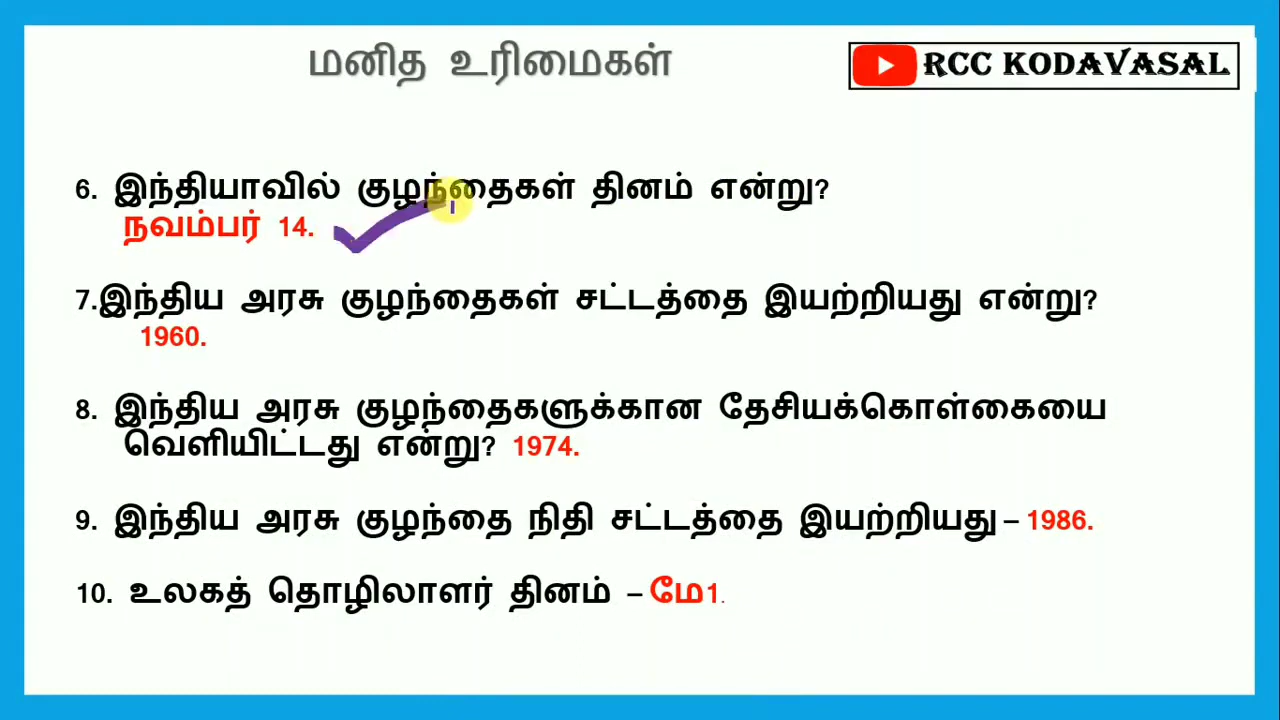 மனித உரிமைகள்
RCC KODAVASAL
6. இந்தியாவில் குழந்தைகள் தினம் என்று?
நவம்பர் 14.
7.இந்திய அரசு குழந்தைகள் சட்டத்தை இயற்றியது என்று?
1960.
8. இந்திய அரசு குழந்தைகளுக்கான தேசியக்கொள்கையை
வெளியிட்டது என்று? 1974.
9. இந்திய அரசு குழந்தை நிதி சட்டத்தை இயற்றியது – 1986.
10. உலகத் தொழிலாளர் தினம் – மே1.